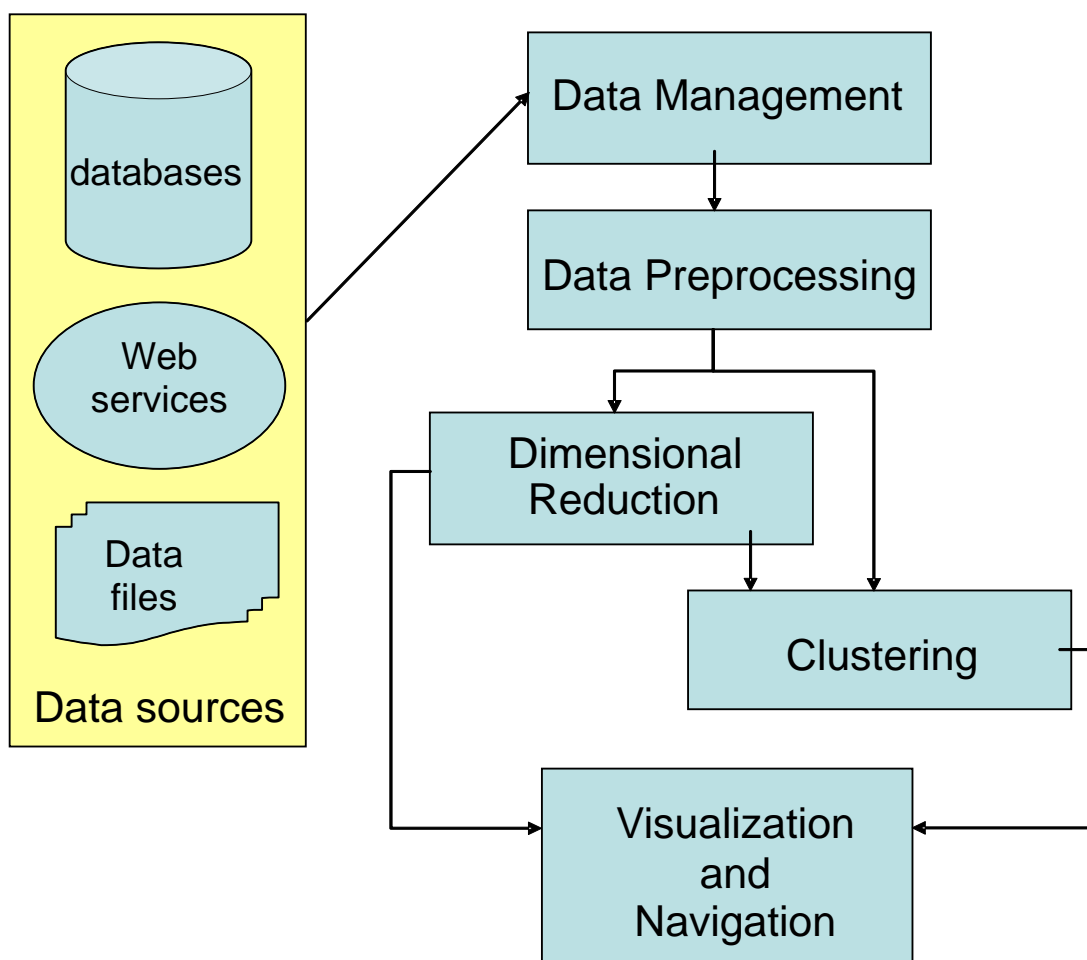 databases
Web
services
Data
files
Data sources
Data Management
Data Preprocessing
Dimensional
Reduction
Clustering
Visualization
and
Navigation